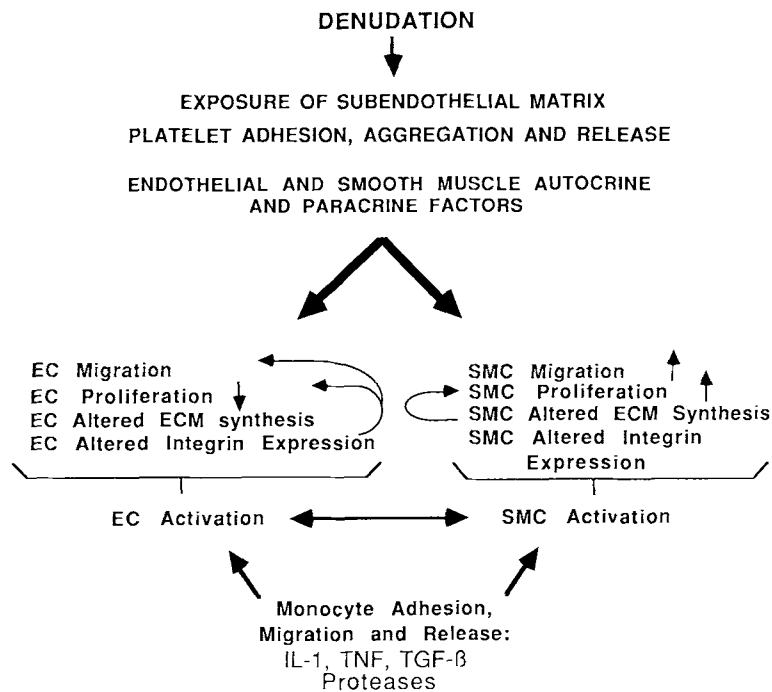 DENUDATION
EXPOSURE OF SUBENDOTHELIAL MATRIX
PLATELET ADHESION, AGGREGATION AND RELEASE
ENDOTHELIAL AND SMOOTH MUSCLE AUTOCRINE
AND PARACRINE FACTORS
EC Migration
EC Proliferation
EC Altered ECM synthesis
EC Altered Integrin Expression
SMC Migration
SMC Proliferation
SMC Altered ECM Synthesis
SMC Altered Integrin
Expression
EC Activation
SMC Activation
Monocyte Adhesion,
Migration and Release:
IL-1, TNF, TGF-ß
Proteases